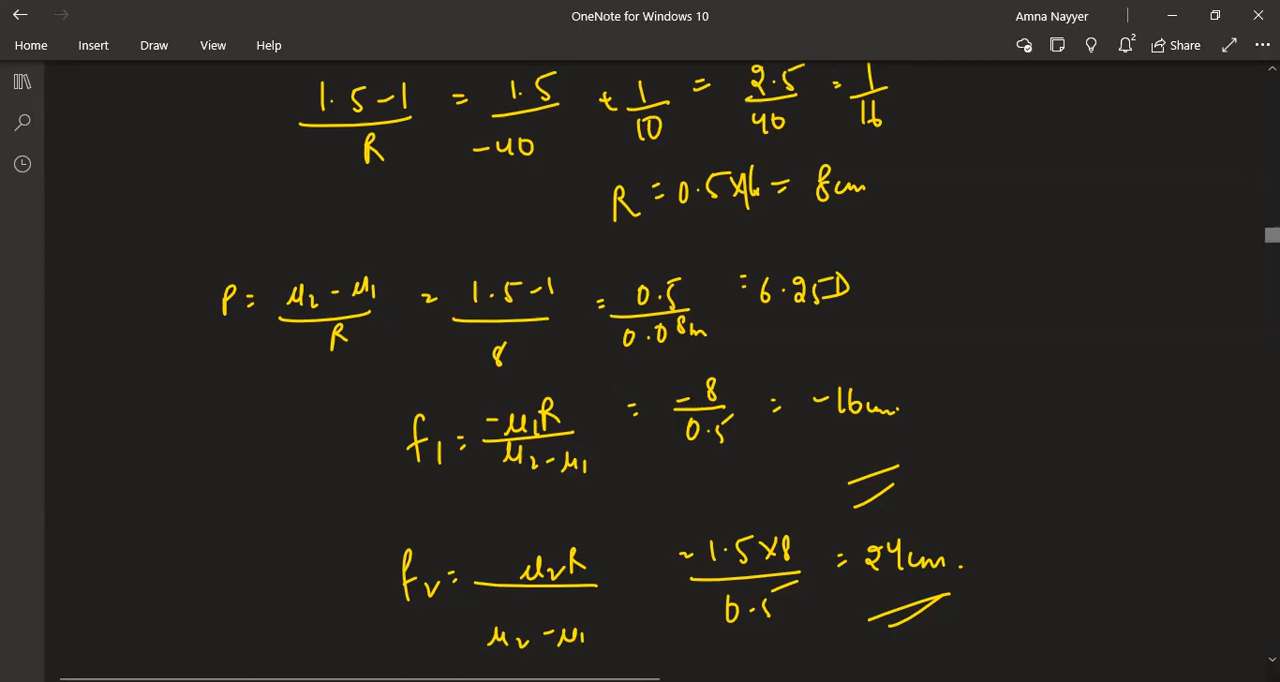 OneNote for Windows 10
Amna Nayyer
Home Insert Draw View Help
2 Share
1.5-1/R = 1.5/-40 + 1/10 = 2.5/40 = 1/16
R = 0.5×16 = 8cm
P = μ2-μ1/R = 1.5-1/8 = 0.5/0.08m = 6.25D
f1 = -μ1R/μ2-μ1 = -8/0.5 = -16cm.
fv = μvR/μ2-μ1 = 1.5×8/0.5 = 24cm.